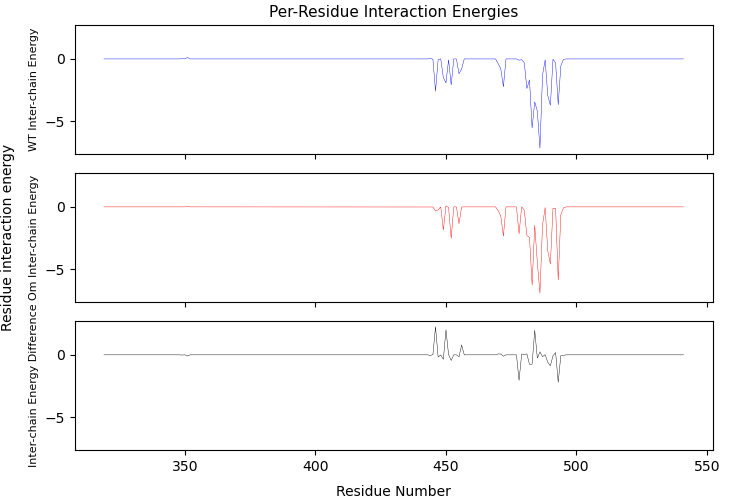 Per-Residue Interaction Energies
Residue interaction energy
WT Inter-chain Energy
0
−5
Om Inter-chain Energy
0
−5
Inter-chain Energy Difference
0
−5
350
400
450
500
550
Residue Number